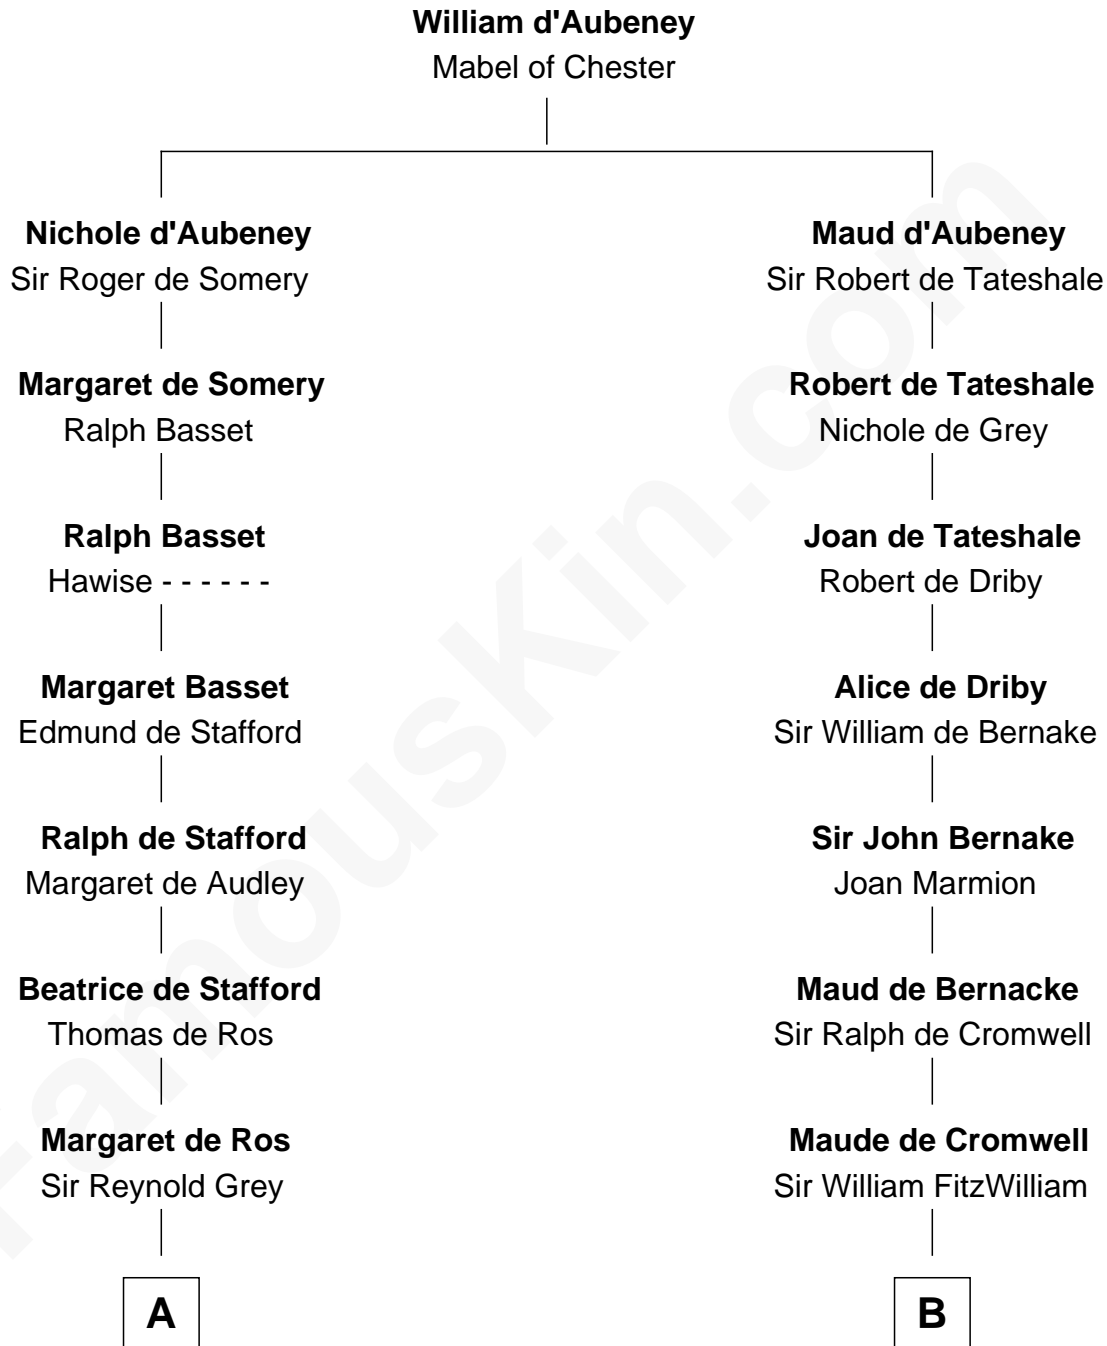 William d'Aubeney
Mabel of Chester
Nichole d'Aubeney
Sir Roger de Somery
Maud d'Aubeney
Sir Robert de Tateshale
Margaret de Somery
Ralph Basset
Robert de Tateshale
Nichole de Grey
Ralph Basset
Hawise - - - - - -
Joan de Tateshale
Robert de Driby
Margaret Basset
Edmund de Stafford
Alice de Driby
Sir William de Bernake
Ralph de Stafford
Margaret de Audley
Sir John Bernake
Joan Marmion
Beatrice de Stafford
Thomas de Ros
Maud de Bernacke
Sir Ralph de Cromwell
Margaret de Ros
Sir Reynold Grey
Maude de Cromwell
Sir William FitzWilliam
A
B
FamousKin.com